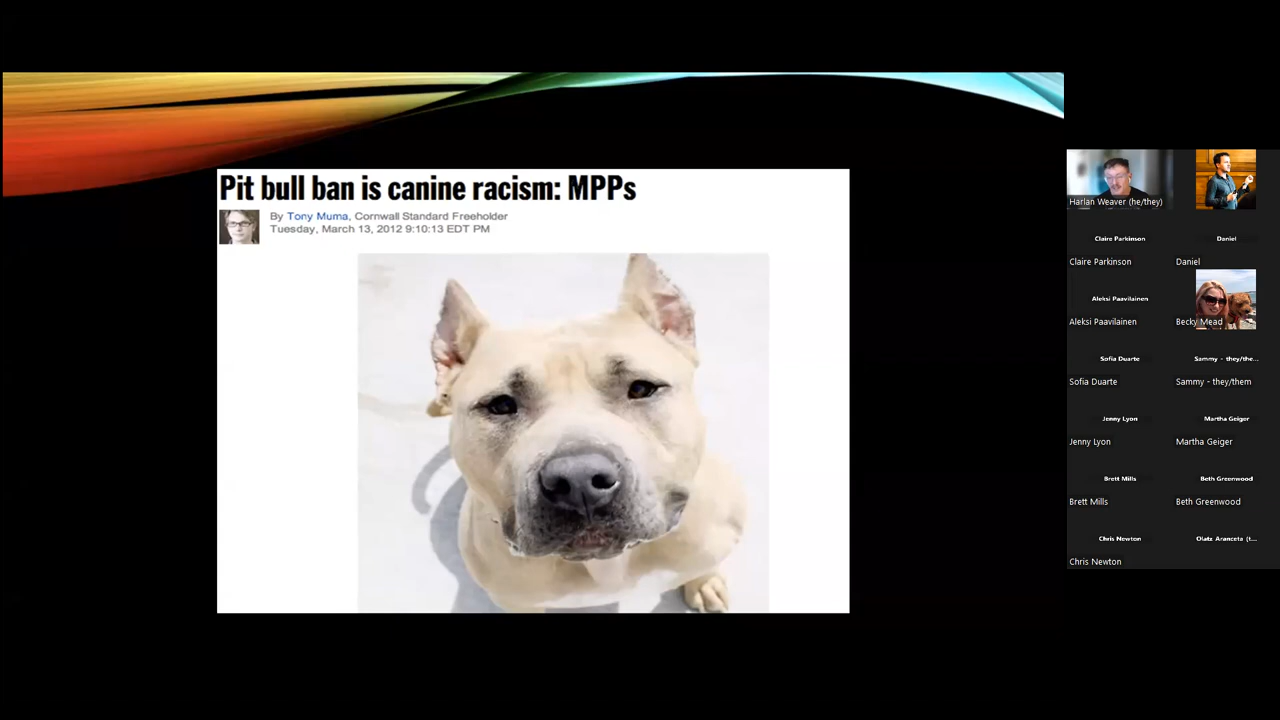 Pit bull ban is canine racism: MPPs
By Tony Muma, Cornwall Standard Freeholder
Tuesday, March 13, 2012 9:10:13 EDT PM
Harlan Weaver (he/they)
Claire Parkinson
Daniel
Claire Parkinson
Daniel
Aleksi Paavilainen
Aleksi Paavilainen
Becky Mead
Sofia Duarte
Sammy - they/the...
Sofia Duarte
Sammy - they/them
Jenny Lyon
Martha Geiger
Jenny Lyon
Martha Geiger
Brett Mills
Beth Greenwood
Brett Mills
Beth Greenwood
Chris Newton
Olatz Aranceta (t...
Chris Newton